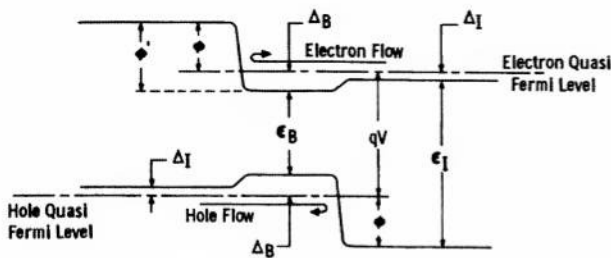 Δ_B
Δ_I
ϕ'
ϕ
Electron Flow
Electron Quasi
Fermi Level
ϵ_B
qV
ϵ_I
Δ_I
Hole Quasi
Fermi Level
Hole Flow
ϕ
Δ_B